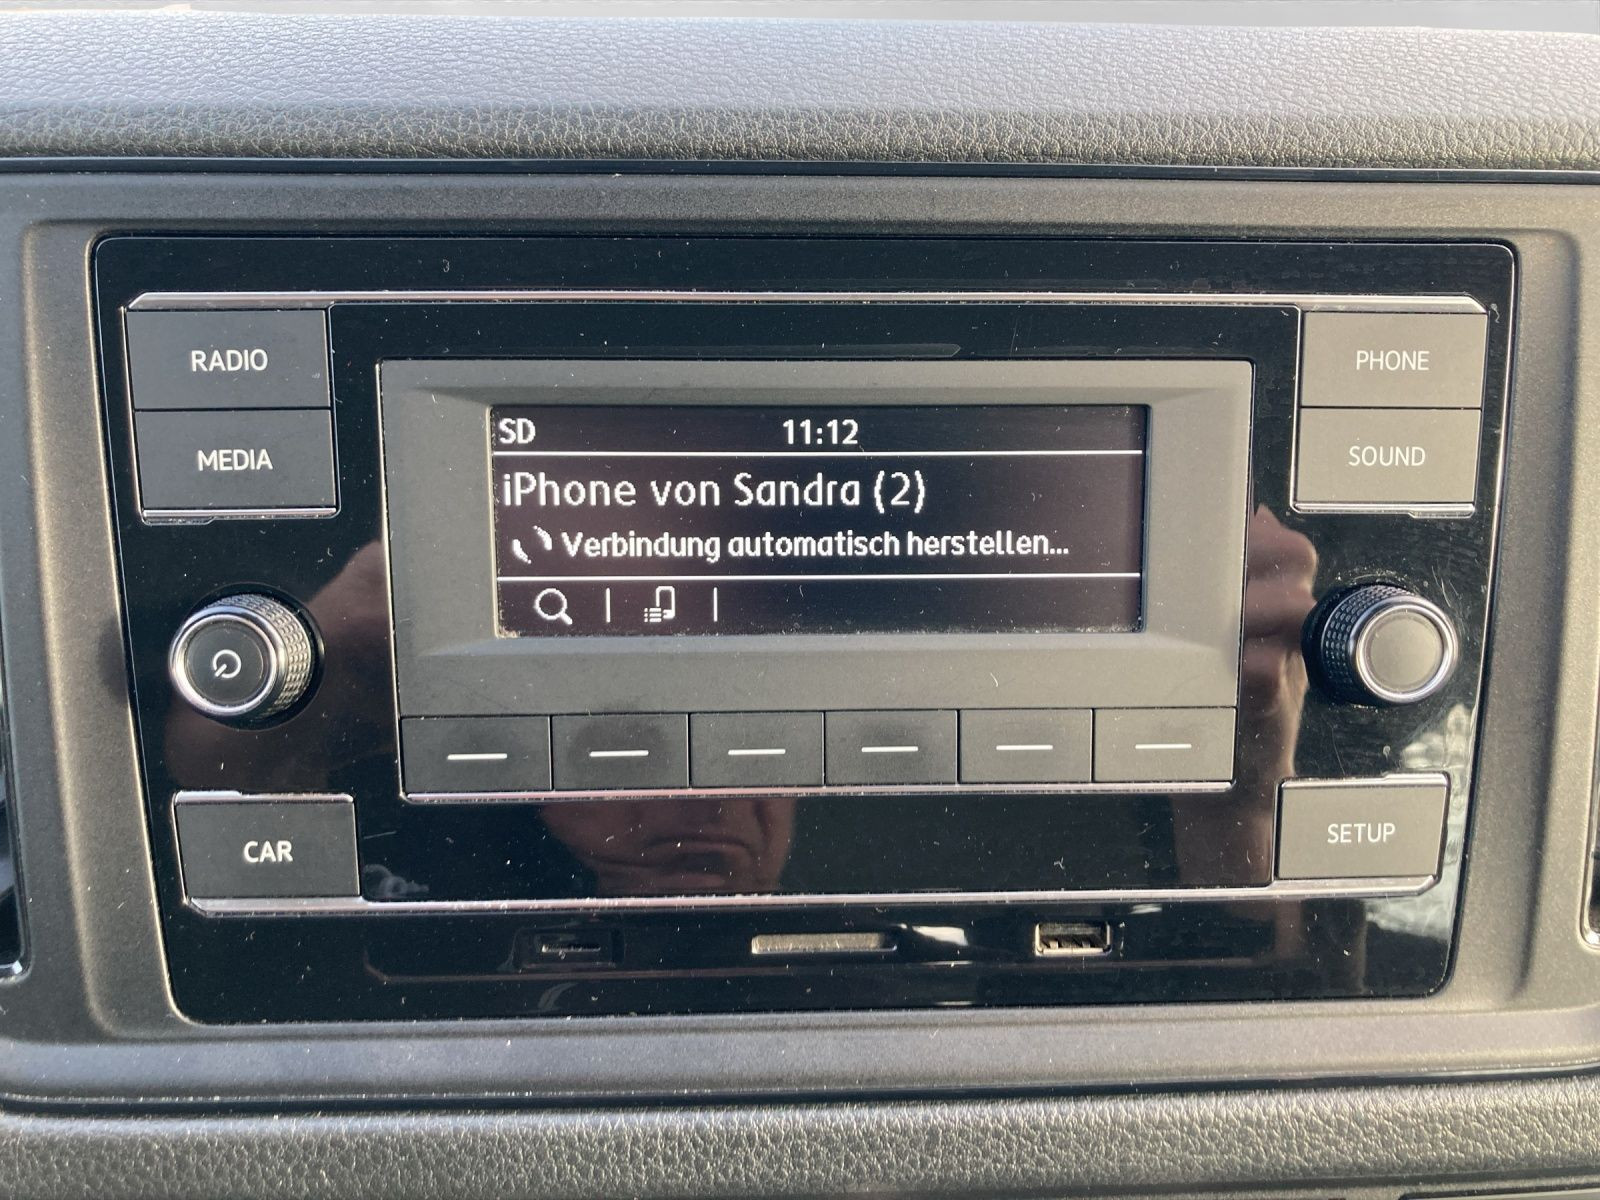 RADIO
PHONE
MEDIA
SOUND
SD 11:12
iPhone von Sandra (2)
Verbindung automatisch herstellen...
CAR
SETUP